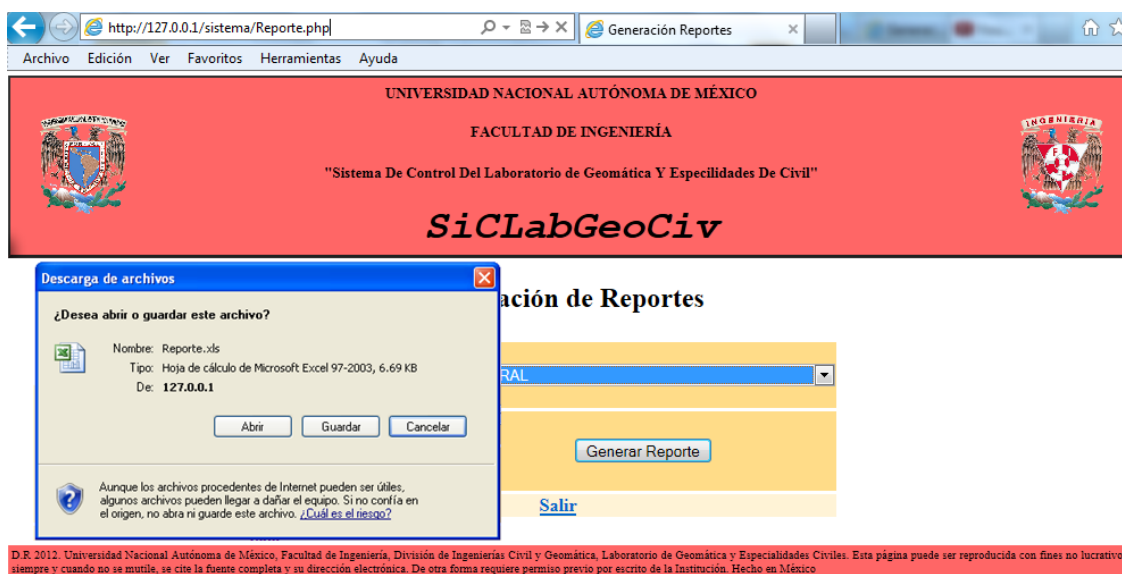 http://127.0.0.1/sistema/Reporte.php
Generación Reportes
Archivo Edición Ver Favoritos Herramientas Ayuda
UNIVERSIDAD NACIONAL AUTÓNOMA DE MÉXICO
FACULTAD DE INGENIERÍA
INGENIERIA
"Sistema De Control Del Laboratorio de Geomática Y Especilidades De Civil"
SiCLabGeoCiv
ación de Reportes
Descarga de archivos
¿Desea abrir o guardar este archivo?
Nombre: Reporte.xls
Tipo: Hoja de cálculo de Microsoft Excel 97-2003, 6.69 KB
De: 127.0.0.1
Abrir Guardar Cancelar
Aunque los archivos procedentes de Internet pueden ser útiles,
algunos archivos pueden llegar a dañar el equipo. Si no confía en
el origen, no abra ni guarde este archivo. ¿Cuál es el riesgo?
RAL
Generar Reporte
Salir
D.R. 2012. Universidad Nacional Autónoma de México, Facultad de Ingeniería, División de Ingenierías Civil y Geomática, Laboratorio de Geomática y Especialidades Civiles. Esta página puede ser reproducida con fines no lucrativo
siempre y cuando no se mutile, se cite la fuente completa y su dirección electrónica. De otra forma requiere permiso previo por escrito de la Institución. Hecho en México